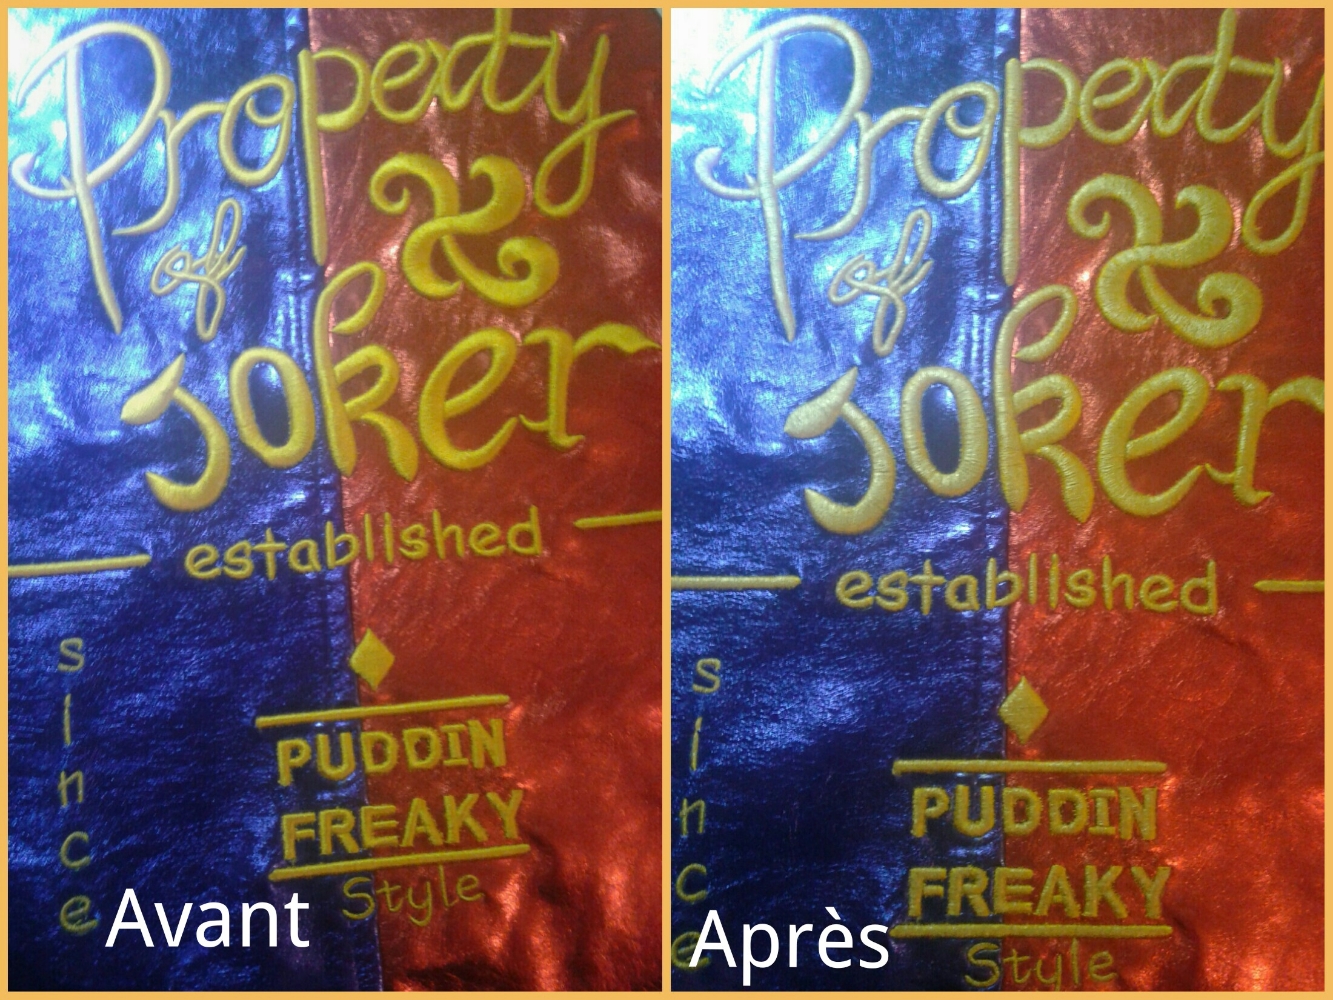 Property
of
Joker
established
since
PUDDIN
FREAKY
Style
Avant
Property
of
Joker
established
since
PUDDIN
FREAKY
Style
Après